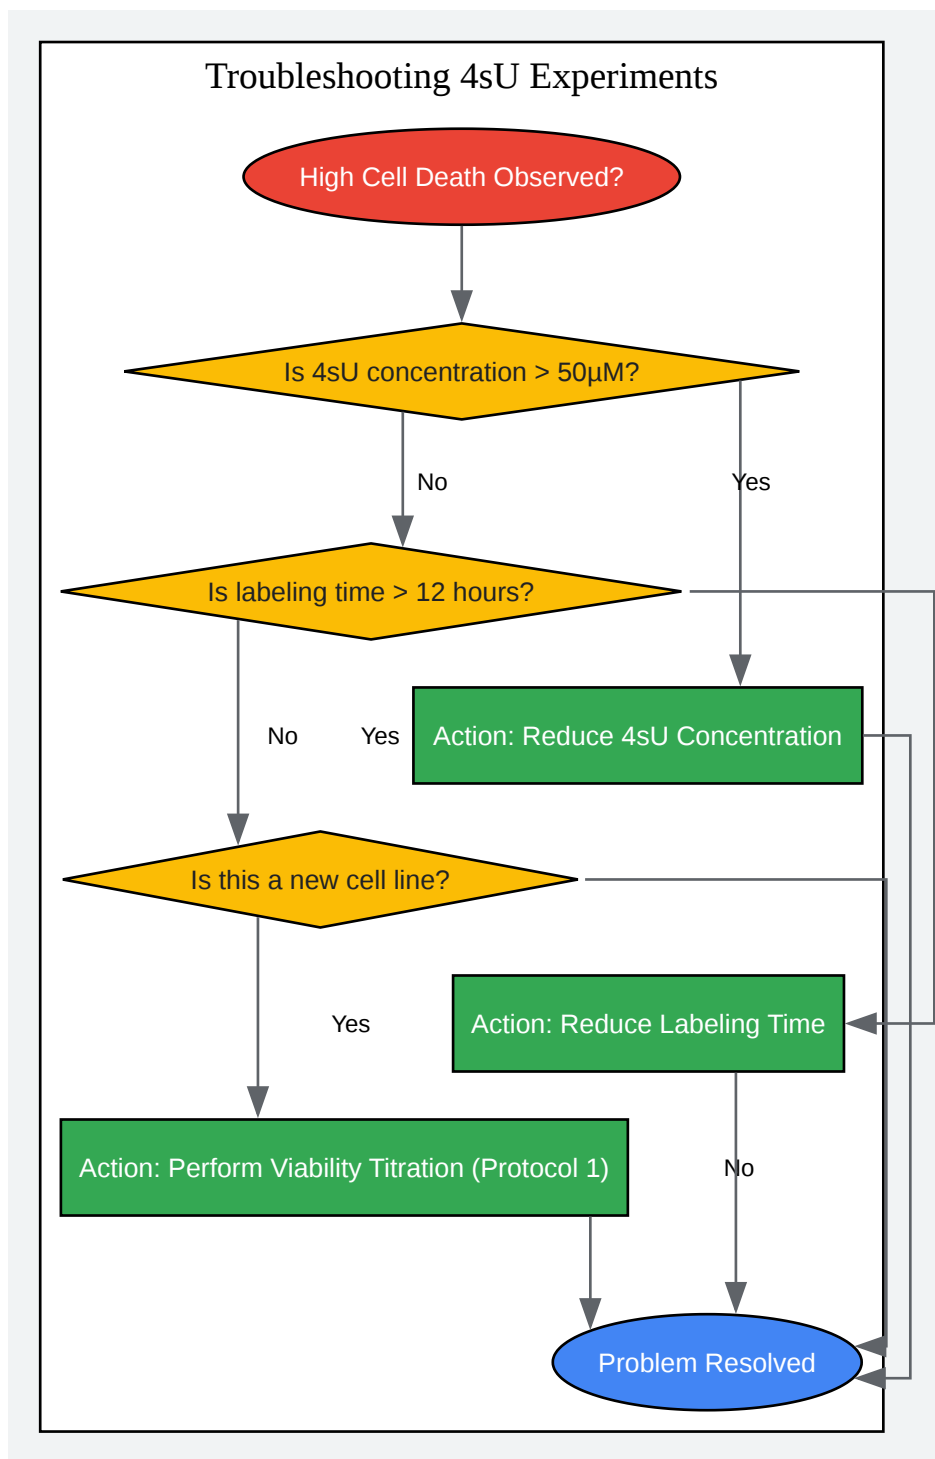 Troubleshooting 4sU Experiments
High Cell Death Observed?
Is 4sU concentration > 50µM?
No
Yes
Is labeling time > 12 hours?
No
Yes
Action: Reduce 4sU Concentration
Is this a new cell line?
Yes
Action: Reduce Labeling Time
Action: Perform Viability Titration (Protocol 1)
No
Problem Resolved